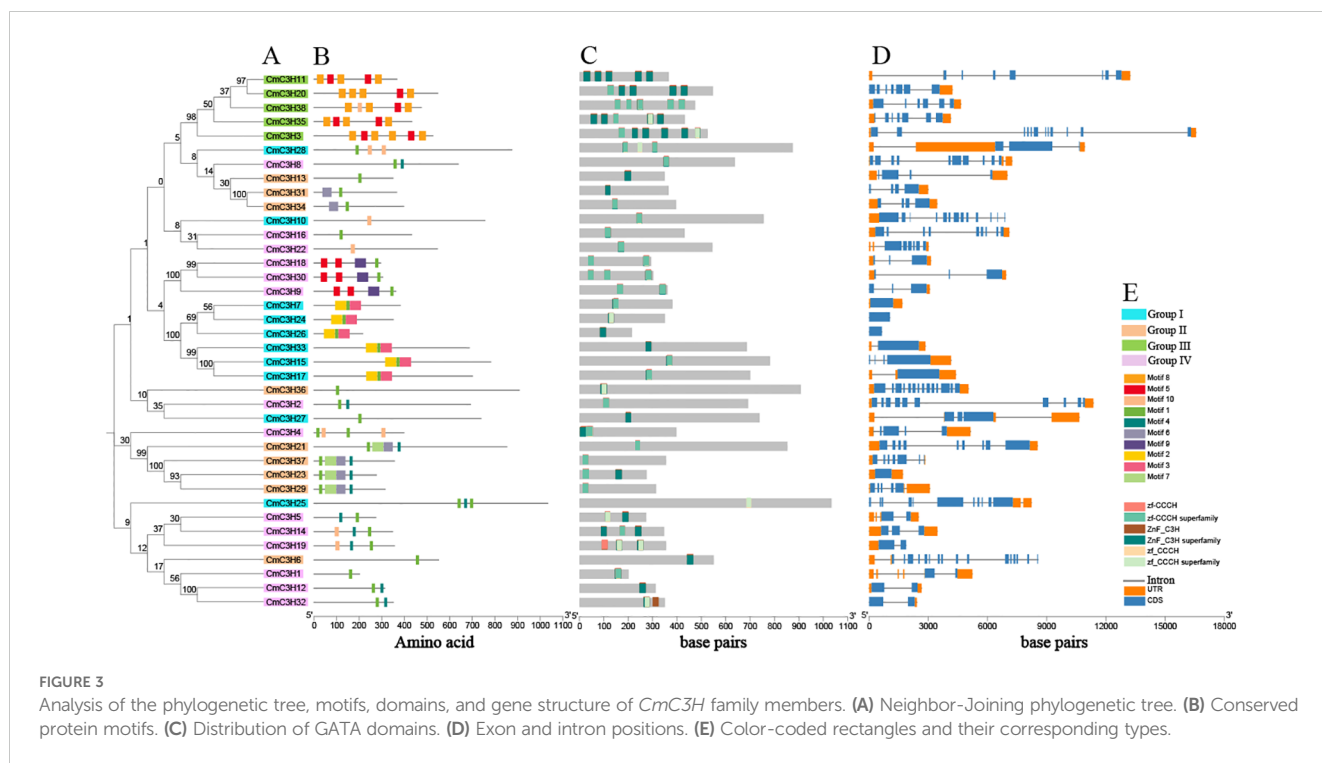 A B C D
E
97
37
50
98
5
8
14
30
100
0
8
31
1
99
100
4
56
69
100
99
100
1
10
35
30
99
100
93
9
30
37
12
17
56
100
CmC3H11
CmC3H20
CmC3H38
CmC3H35
CmC3H3
CmC3H28
CmC3H8
CmC3H13
CmC3H31
CmC3H34
CmC3H10
CmC3H16
CmC3H22
CmC3H18
CmC3H30
CmC3H9
CmC3H7
CmC3H24
CmC3H26
CmC3H33
CmC3H15
CmC3H17
CmC3H36
CmC3H2
CmC3H27
CmC3H4
CmC3H21
CmC3H37
CmC3H23
CmC3H29
CmC3H25
CmC3H5
CmC3H14
CmC3H19
CmC3H6
CmC3H1
CmC3H12
CmC3H32
Group I
Group II
Group III
Group IV
Motif 8
Motif 5
Motif 10
Motif 1
Motif 4
Motif 6
Motif 9
Motif 2
Motif 3
Motif 7
zf-CCCH
zf-CCCH superfamily
ZnF_C3H
ZnF_C3H superfamily
zf_CCCH
zf_CCCH superfamily
Intron
UTR
CDS
5' 3' 3' 5' 3'
0 100 200 300 400 500 600 700 800 900 1000 1100
0 100 200 300 400 500 600 700 800 900 1000 1100
0 3000 6000 9000 12000 15000 18000
Amino acid base pairs base pairs
FIGURE 3
Analysis of the phylogenetic tree, motifs, domains, and gene structure of CmC3H family members. (A) Neighbor-Joining phylogenetic tree. (B) Conserved
protein motifs. (C) Distribution of GATA domains. (D) Exon and intron positions. (E) Color-coded rectangles and their corresponding types.